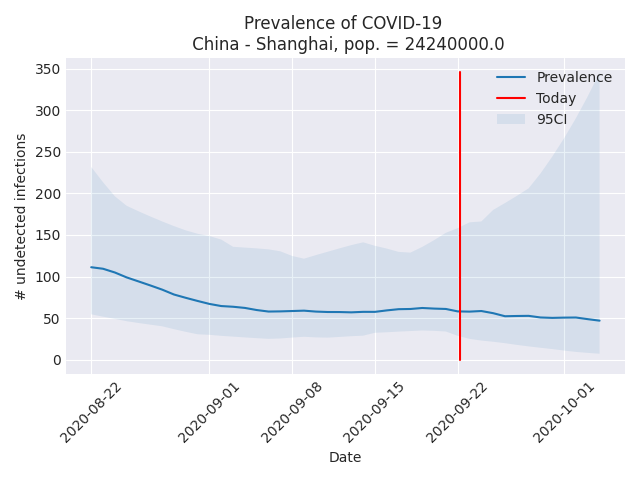 Prevalence of COVID-19
China - Shanghai, pop. = 24240000.0
350
300
250
200
150
100
50
0
# undetected infections
Prevalence
Today
95CI
2020-08-22
2020-09-01
2020-09-08
2020-09-15
2020-09-22
2020-10-01
Date